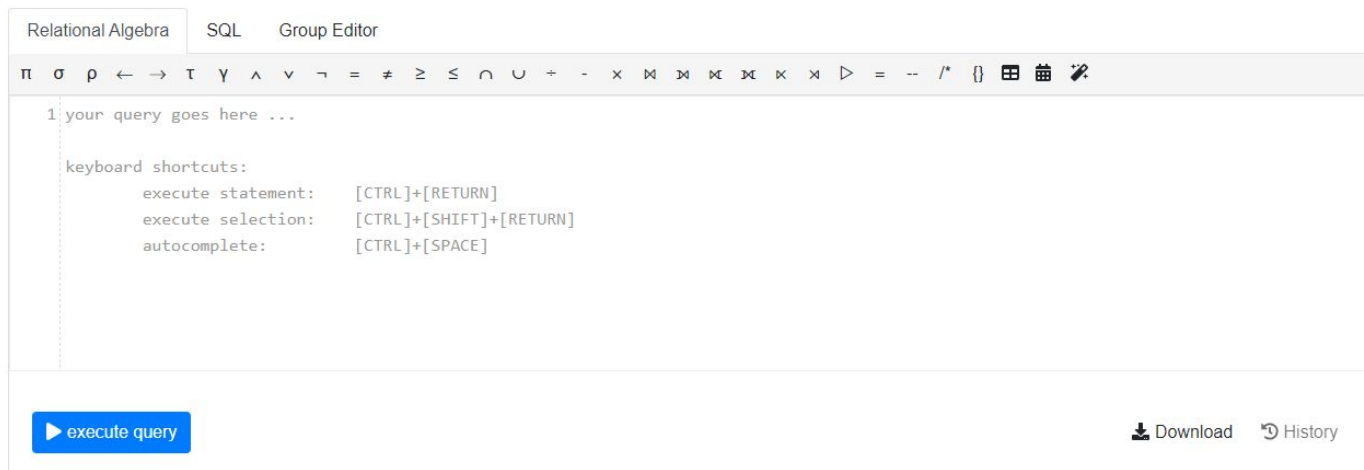 Relational Algebra SQL Group Editor
π σ ρ ← → τ γ ∧ ∨ ¬ = ≠ ≥ ≤ ∩ ∪ ÷ - × ⨝ ⟕ ⟖ ⟗ ⋉ ⋊ ▷ = -- /* {}
1 your query goes here ...
keyboard shortcuts:
execute statement: [CTRL]+[RETURN]
execute selection: [CTRL]+[SHIFT]+[RETURN]
autocomplete: [CTRL]+[SPACE]
execute query Download History